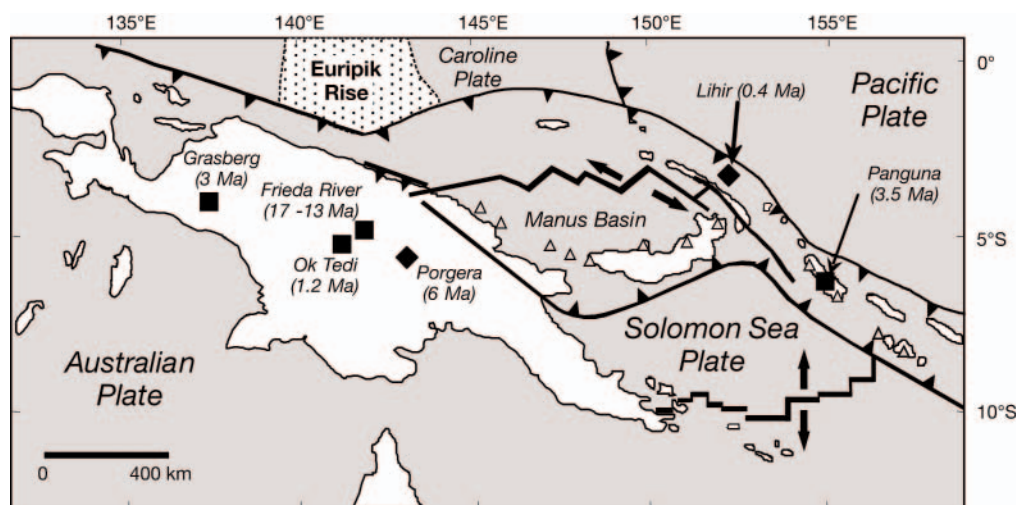 135°E 140°E 145°E 150°E 155°E
0°
5°S
10°S
Euripik
Rise
Caroline
Plate
Pacific
Plate
Lihir (0.4 Ma)
Grasberg
(3 Ma)
Frieda River
(17 -13 Ma)
Panguna
(3.5 Ma)
Manus Basin
Ok Tedi
(1.2 Ma)
Porgera
(6 Ma)
Solomon Sea
Plate
Australian
Plate
0 400 km